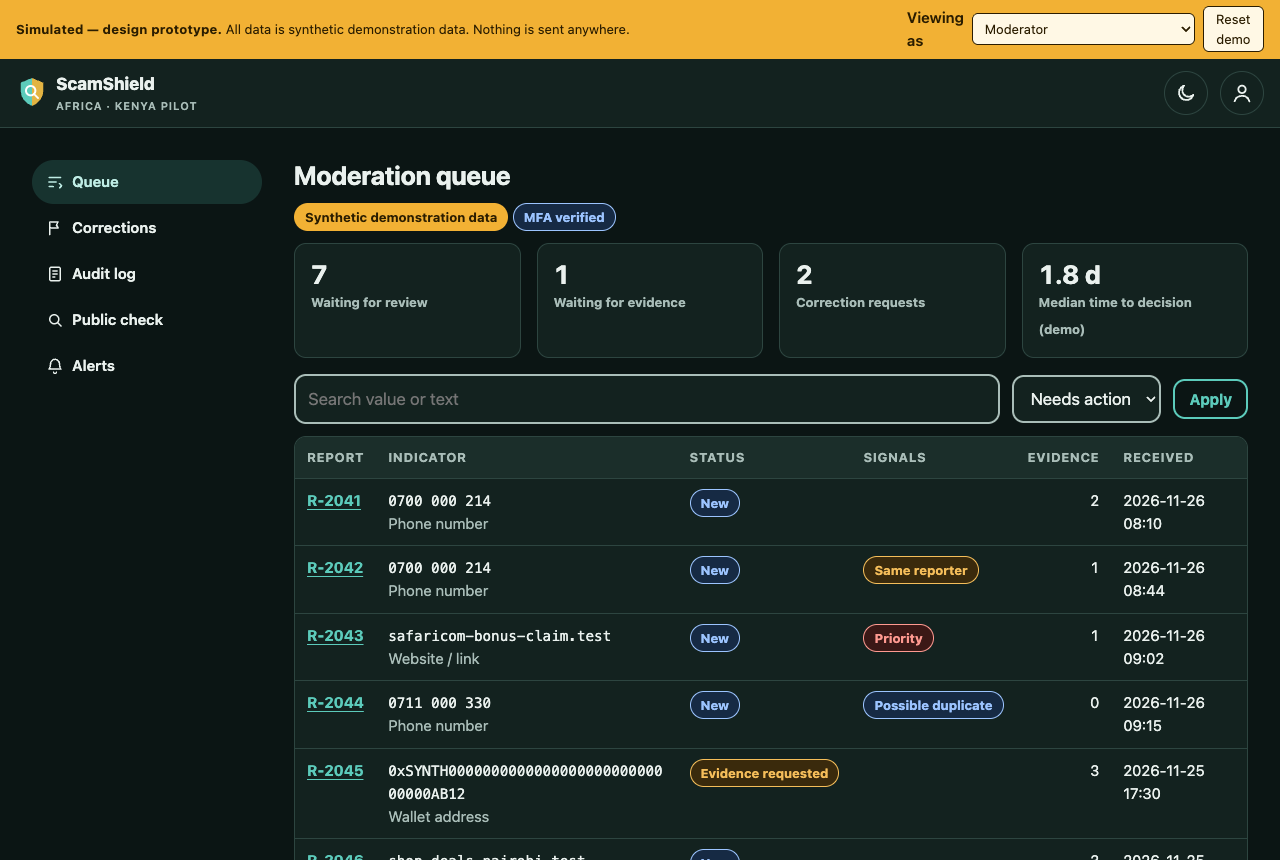 Simulated — design prototype. All data is synthetic demonstration data. Nothing is sent anywhere.
Viewing as
Moderator
Reset demo
ScamShield
AFRICA · KENYA PILOT
Queue
Corrections
Audit log
Public check
Alerts
Moderation queue
Synthetic demonstration data
MFA verified
7
Waiting for review
1
Waiting for evidence
2
Correction requests
1.8 d
Median time to decision
(demo)
Search value or text
Needs action
Apply
REPORT INDICATOR STATUS SIGNALS EVIDENCE RECEIVED
R-2041 0700 000 214 New 2 2026-11-26
Phone number 08:10
R-2042 0700 000 214 New Same reporter 1 2026-11-26
Phone number 08:44
R-2043 safaricom-bonus-claim.test New Priority 1 2026-11-26
Website / link 09:02
R-2044 0711 000 330 New Possible duplicate 0 2026-11-26
Phone number 09:15
R-2045 0xSYNTH0000000000000000000000000 Evidence requested 3 2026-11-25
00000AB12 17:30
Wallet address